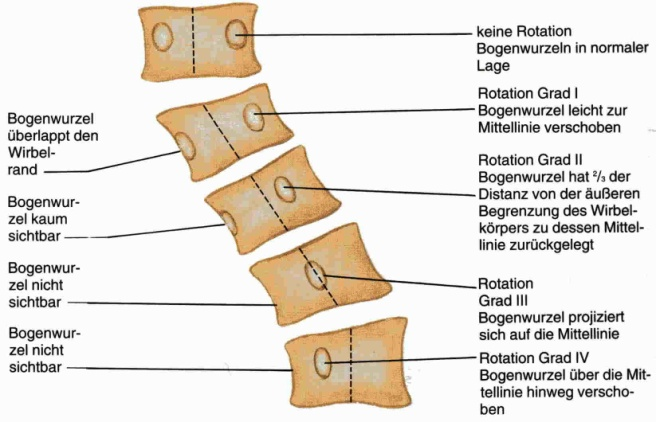 keine Rotation
Bogenwurzeln in normaler
Lage
Rotation Grad I
Bogenwurzel leicht zur
Mittellinie verschoben
Bogenwurzel
überlappt den
Wirbel-
rand
Rotation Grad II
Bogenwurzel hat ²/₃ der
Distanz von der äußeren
Begrenzung des Wirbel-
körpers zu dessen Mittel-
linie zurückgelegt
Bogenwur-
zel kaum
sichtbar
Bogenwur-
zel nicht
sichtbar
Rotation
Grad III
Bogenwurzel projiziert
sich auf die Mittellinie
Bogenwur-
zel nicht
sichtbar
Rotation Grad IV
Bogenwurzel über die Mit-
tellinie hinweg verscho-
ben